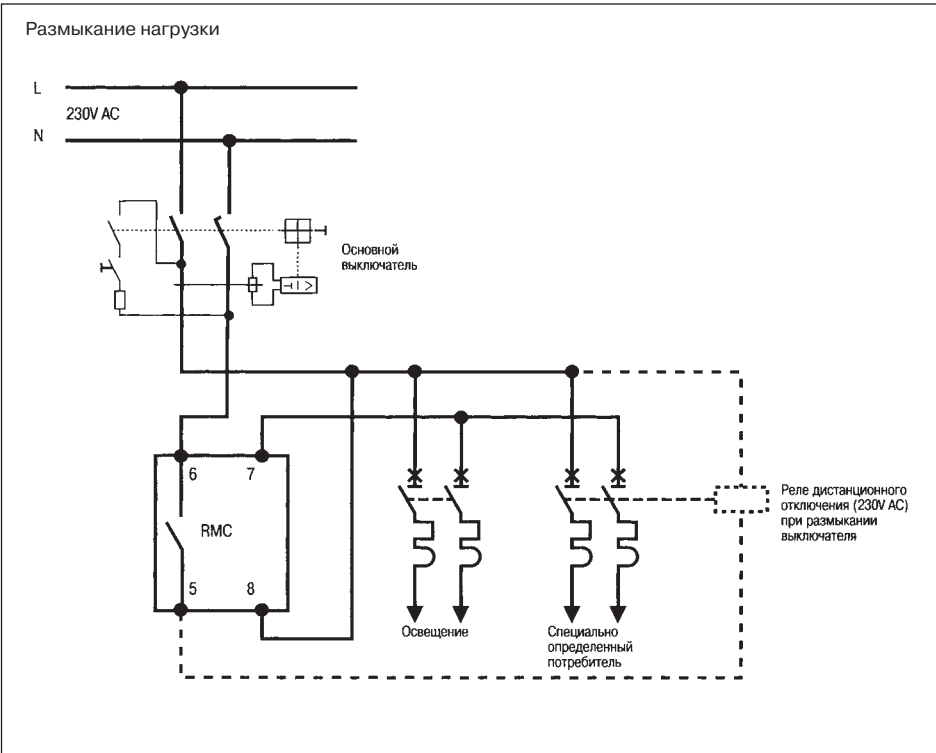 Размыкание нагрузки
L
230V AC
N
Основной
выключатель
6
7
RMC
5
8
Реле дистанционного
отключения (230V AC)
при размыкании
выключателя
Освещение
Специально
определенный
потребитель